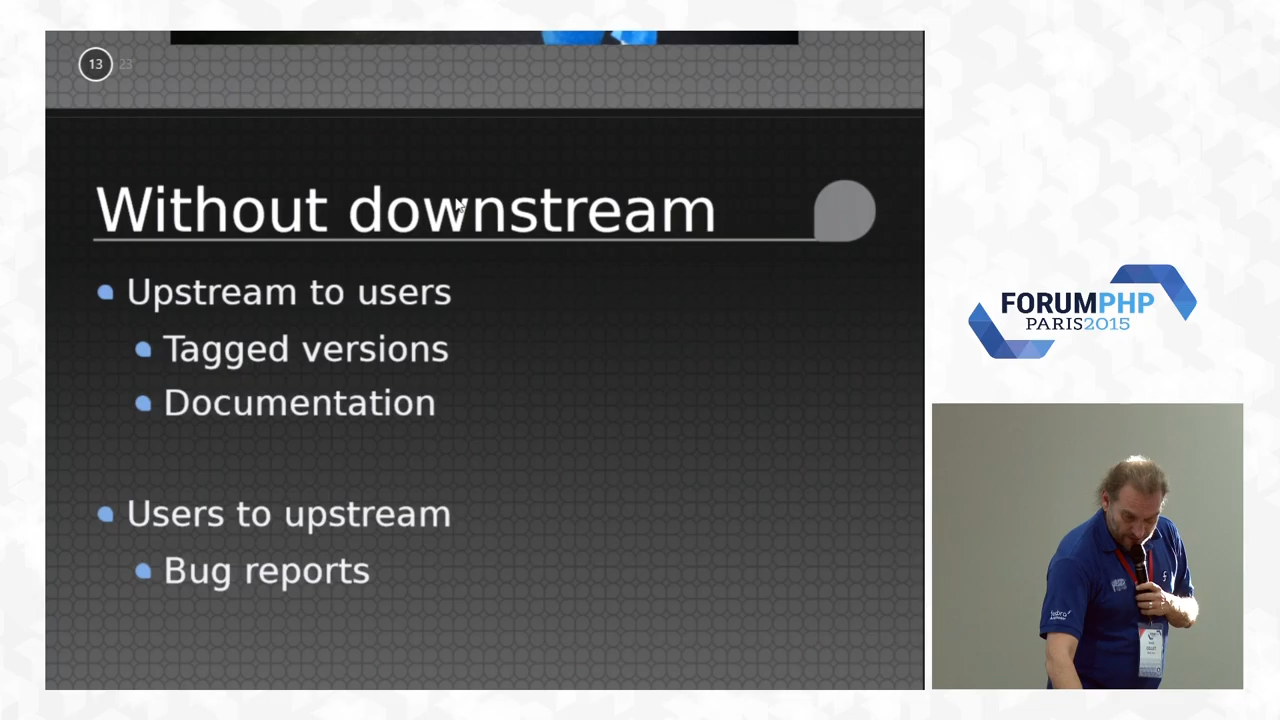 13 23
Without downstream
Upstream to users
Tagged versions
Documentation
Users to upstream
Bug reports
FORUMPHP
PARIS2015